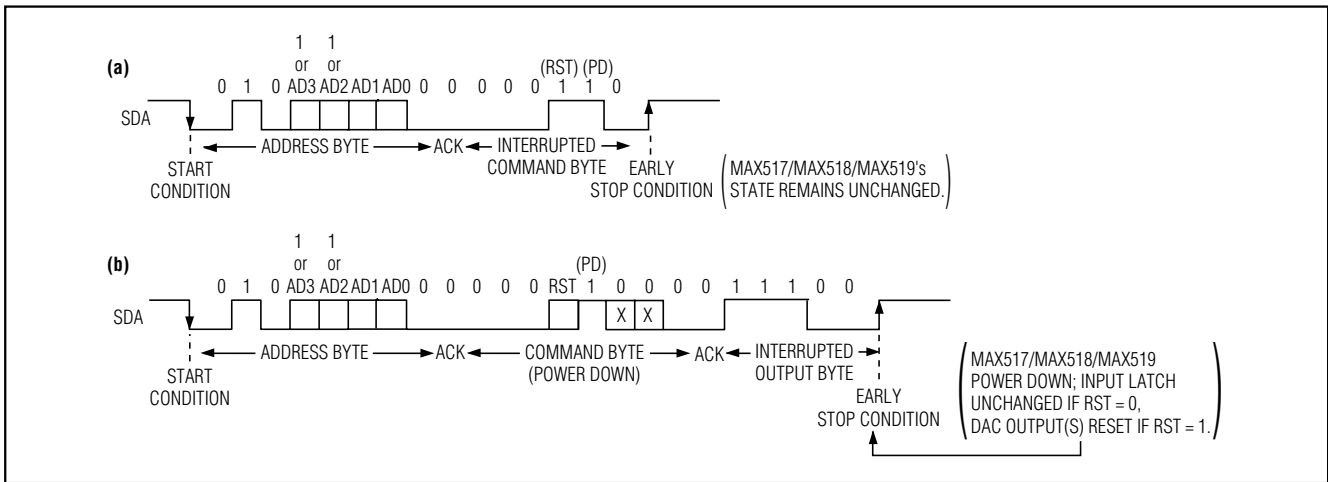 1 1
(a) or or (RST) (PD)
0 1 0 AD3 AD2 AD1 AD0 0 0 0 0 0 1 1 0
SDA
ADDRESS BYTE ACK INTERRUPTED
COMMAND BYTE
START
CONDITION
EARLY
STOP CONDITION
(MAX517/MAX518/MAX519's
STATE REMAINS UNCHANGED.)
1 1
(b) or or (PD)
0 1 0 AD3 AD2 AD1 AD0 0 0 0 0 0 RST 1 0 0 0 0 1 1 1 0 0
SDA
X X
ADDRESS BYTE ACK COMMAND BYTE
(POWER DOWN)
ACK INTERRUPTED
OUTPUT BYTE
START
CONDITION
EARLY
STOP CONDITION
(MAX517/MAX518/MAX519
POWER DOWN; INPUT LATCH
UNCHANGED IF RST = 0,
DAC OUTPUT(S) RESET IF RST = 1.)